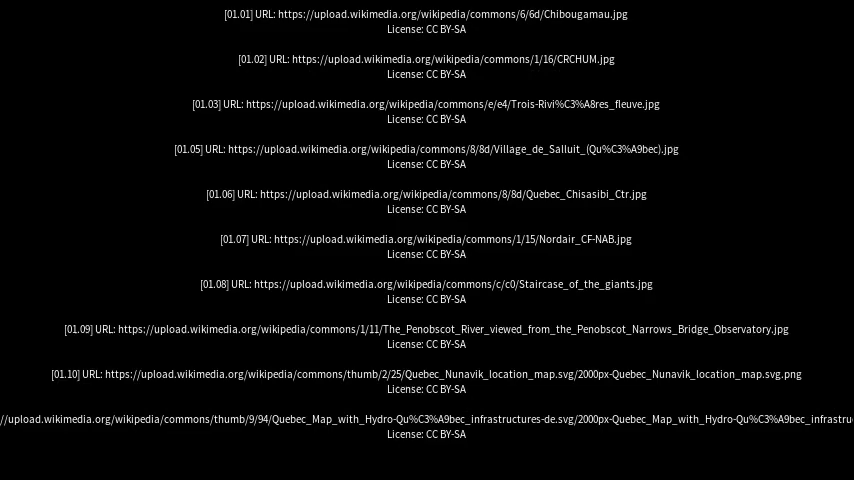 [01.01] URL: https://upload.wikimedia.org/wikipedia/commons/6/6d/Chibougamau.jpg
License: CC BY-SA
[01.02] URL: https://upload.wikimedia.org/wikipedia/commons/1/16/CRCHUM.jpg
License: CC BY-SA
[01.03] URL: https://upload.wikimedia.org/wikipedia/commons/e/e4/Trois-Rivi%C3%A8res_fleuve.jpg
License: CC BY-SA
[01.05] URL: https://upload.wikimedia.org/wikipedia/commons/8/8d/Village_de_Salluit_(Qu%C3%A9bec).jpg
License: CC BY-SA
[01.06] URL: https://upload.wikimedia.org/wikipedia/commons/8/8d/Quebec_Chisasibi_Ctr.jpg
License: CC BY-SA
[01.07] URL: https://upload.wikimedia.org/wikipedia/commons/1/15/Nordair_CF-NAB.jpg
License: CC BY-SA
[01.08] URL: https://upload.wikimedia.org/wikipedia/commons/c/c0/Staircase_of_the_giants.jpg
License: CC BY-SA
[01.09] URL: https://upload.wikimedia.org/wikipedia/commons/1/11/The_Penobscot_River_viewed_from_the_Penobscot_Narrows_Bridge_Observatory.jpg
License: CC BY-SA
[01.10] URL: https://upload.wikimedia.org/wikipedia/commons/thumb/2/25/Quebec_Nunavik_location_map.svg/2000px-Quebec_Nunavik_location_map.svg.png
License: CC BY-SA
//upload.wikimedia.org/wikipedia/commons/thumb/9/94/Quebec_Map_with_Hydro-Qu%C3%A9bec_infrastructures-de.svg/2000px-Quebec_Map_with_Hydro-Qu%C3%A9bec_infrastru
License: CC BY-SA